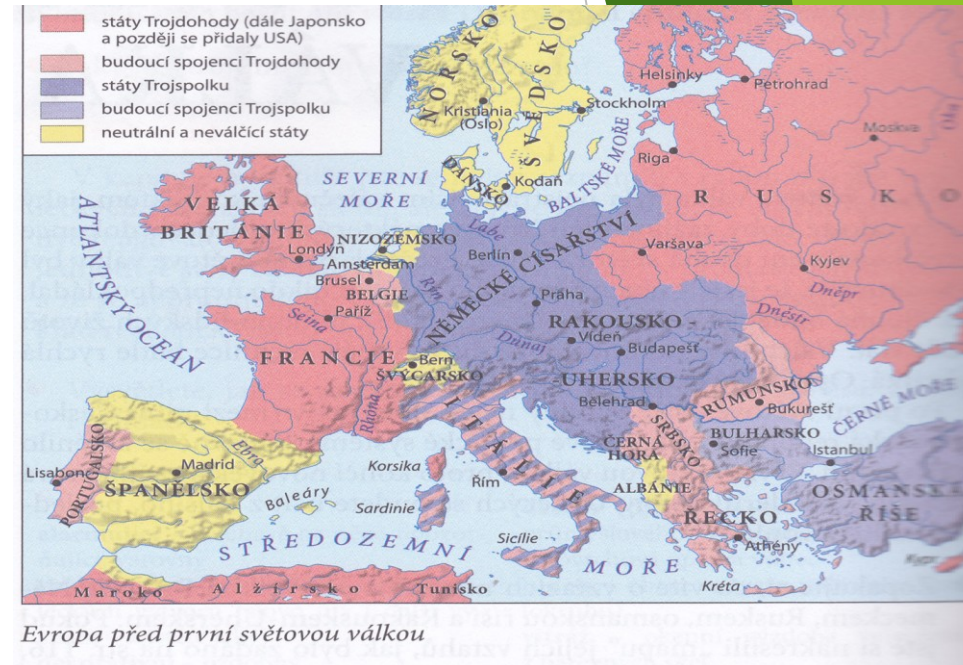 státy Trojdohody (dále Japonsko
a později se přidaly USA)
budoucí spojenci Trojdohody
státy Trojspolku
budoucí spojenci Trojspolku
neutrální a neválčící státy
NORSKO
ŠVÉDSKO
Helsinky
Petrohrad
Kristiania
(Oslo)
Stockholm
Moskva
Oka
Riga
SEVERNÍ
MOŘE
DÁNSKO
Kodaň
BALTSKÉ MOŘE
RUSKO
VELKÁ
BRITÁNIE
Londýn
NIZOZEMSKO
Amsterdam
Labe
Berlín
Varšava
Kyjev
Dněpr
ATLANTSKÝ OCEÁN
Brusel
BELGIE
Rýn
NĚMECKÉ CÍSAŘSTVÍ
Praha
Paříž
Seina
Dněstr
RAKOUSKO
Vídeň
Budapešť
Dunaj
-UHERSKO
FRANCIE
Bern
ŠVÝCARSKO
Rhôna
ITÁLIE
Bělehrad
RUMUNSKO
Bukurešť
SRBSKO
ČERNÉ MOŘE
ČERNÁ
HORA
BULHARSKO
Sofie
Istanbul
PORTUGALSKO
Lisabon
Madrid
Ebro
ŠPANĚLSKO
Baleáry
Korsika
Řím
Sardinie
ALBÁNIE
ŘECKO
Athény
OSMANSKÁ
ŘÍŠE
Sicílie
STŘEDOZEMNÍ
MOŘE
Kréta
Kypr
Maroko
Alžírsko
Tunisko
Evropa před první světovou válkou